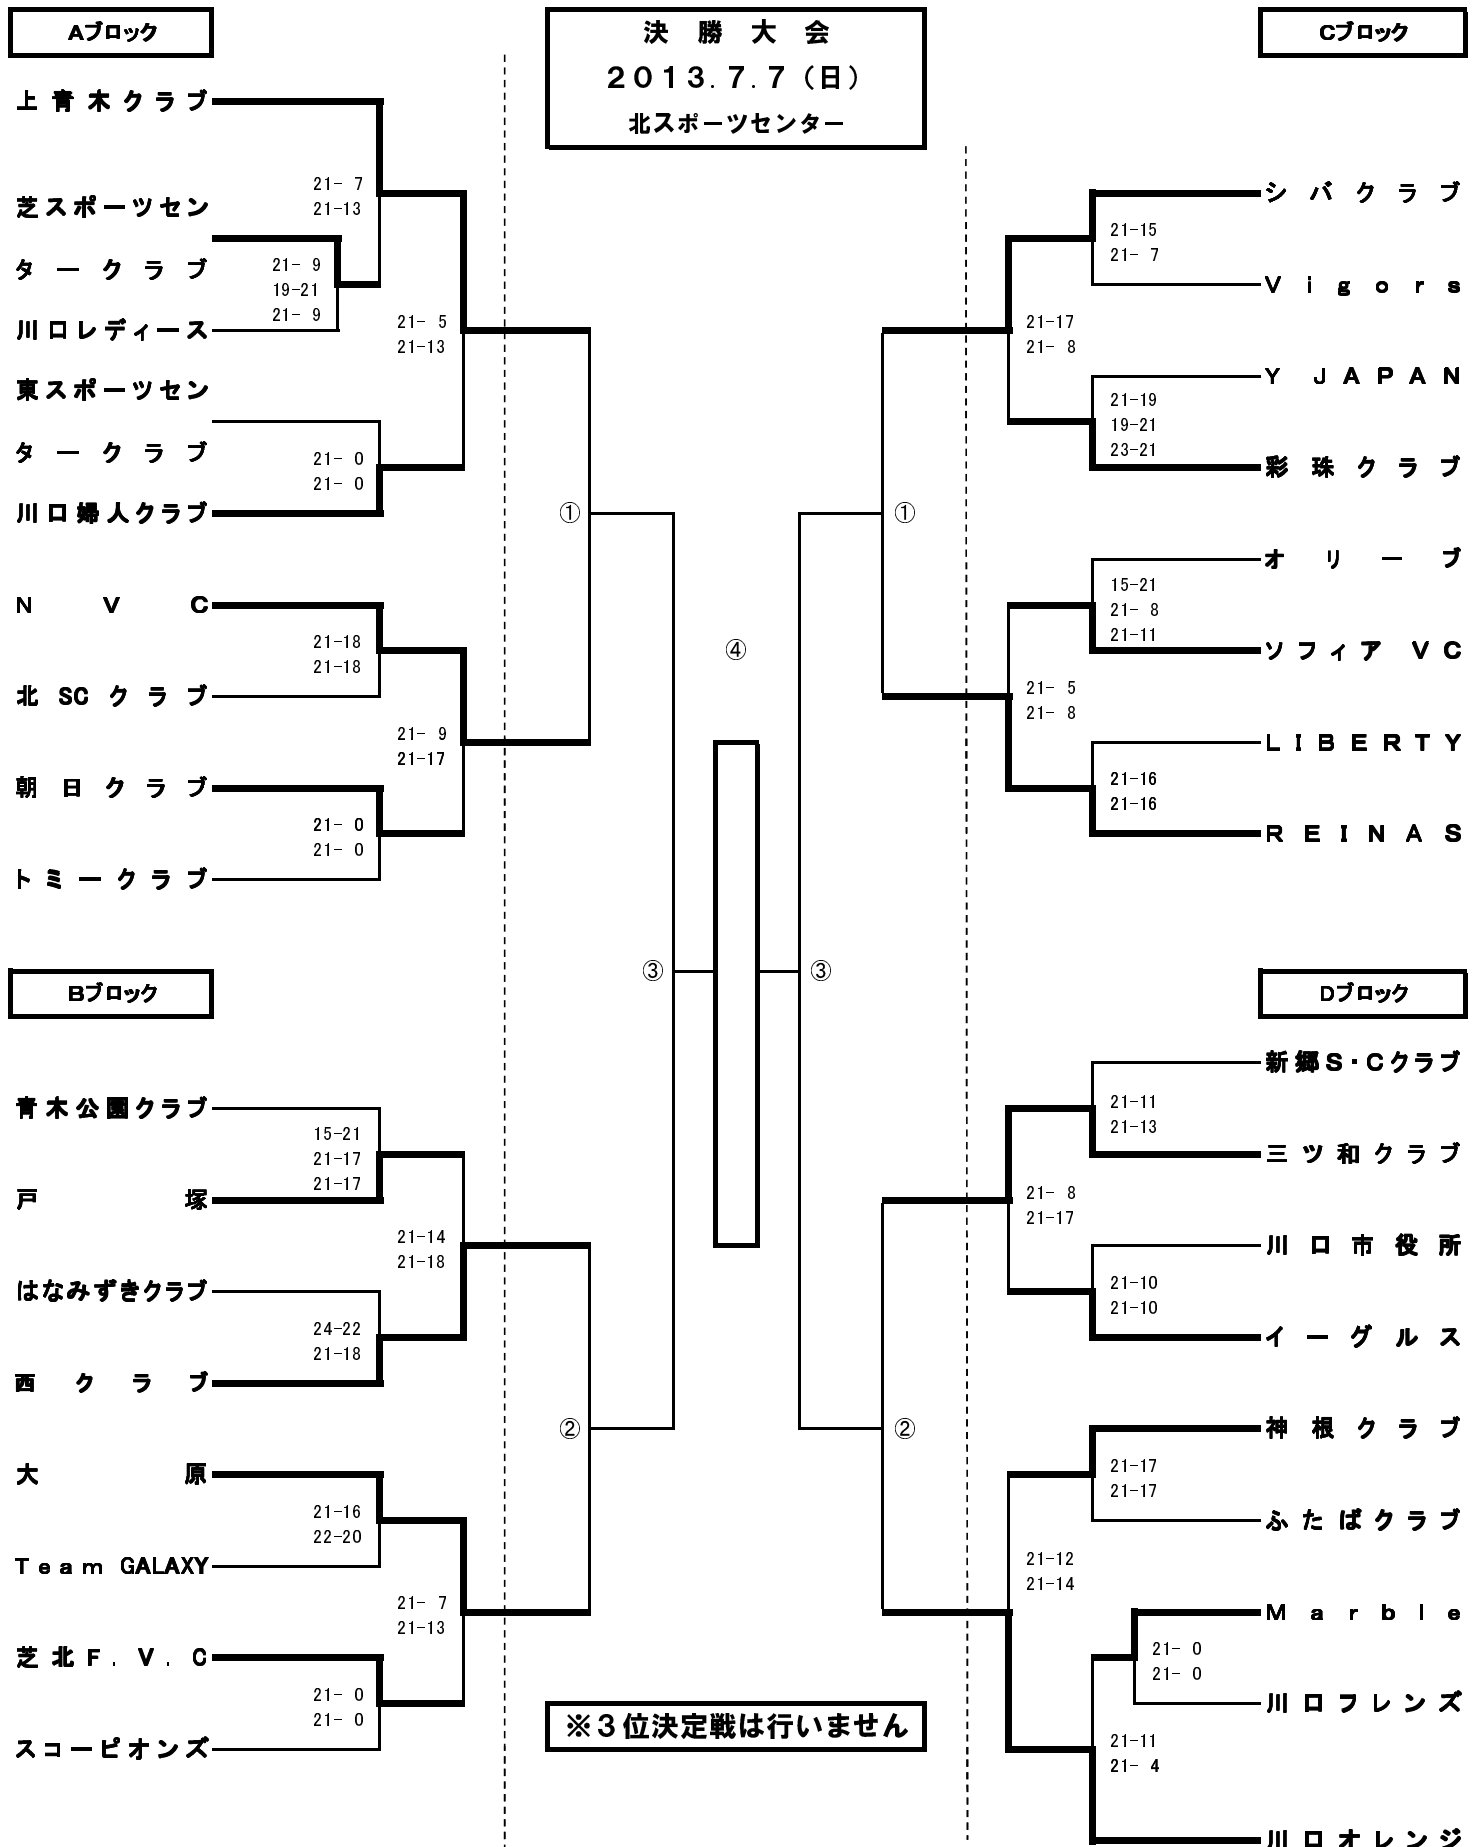 決 勝 大 会
２０１３.７.７（日）
北スポーツセンター
Aブロック
上青木クラブ
21- 7
21-13
芝スポーツセン
タークラブ
21- 9
19-21
21- 9
川口レディース
21- 5
21-13
東スポーツセン
タークラブ
21- 0
21- 0
川口婦人クラブ
①
N V C
21-18
21-18
北 SC クラブ
21- 9
21-17
朝日クラブ
21- 0
21- 0
トミークラブ
Bブロック
青木公園クラブ
15-21
21-17
21-17
戸 塚
21-14
21-18
はなみずきクラブ
24-22
21-18
西クラブ
②
大 原
21-16
22-20
Team GALAXY
21- 7
21-13
芝北F.V.C
21- 0
21- 0
スコーピオンズ
③
④
③
※３位決定戦は行いません
Cブロック
シバクラブ
21-15
21- 7
Vigors
21-17
21- 8
Y JAPAN
21-19
19-21
23-21
彩珠クラブ
①
オリーブ
15-21
21- 8
21-11
ソフィア VC
21- 5
21- 8
LIBERTY
21-16
21-16
REINAS
Dブロック
新郷S・Cクラブ
21-11
21-13
三ツ和クラブ
21- 8
21-17
川口市役所
21-10
21-10
イーグルス
②
神根クラブ
21-17
21-17
ふたばクラブ
21-12
21-14
Marble
21- 0
21- 0
川口フレンズ
21-11
21- 4
川口オレンジ